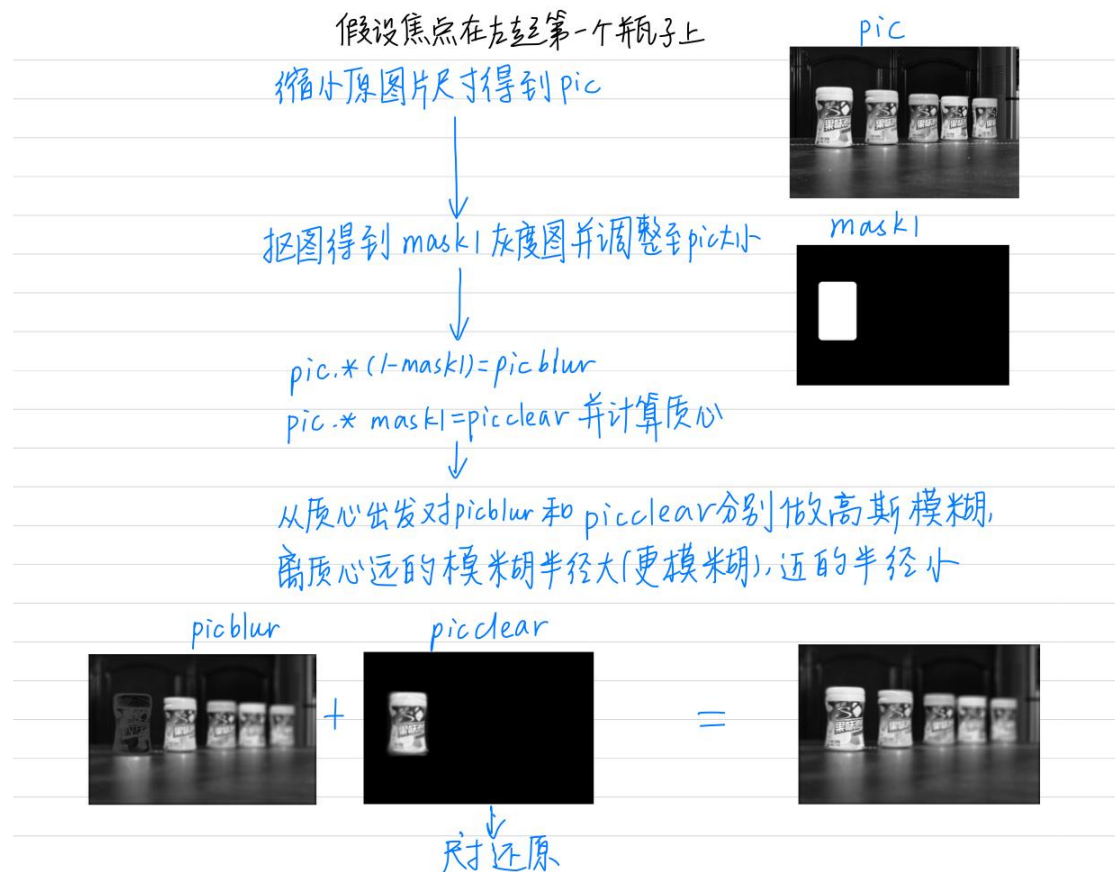 假设焦点在左起第一个瓶子上
pic
缩小原图片尺寸得到pic
抠图得到mask1灰度图并调整到pic大小
mask1
pic.*(1-mask1)=picblur
pic.*mask1=picclear并计算质心
从质心出发对picblur和picclear分别做高斯模糊,
离质心远的模糊半径大(更模糊),近的半径小
picblur
picclear
+
=
尺寸还原